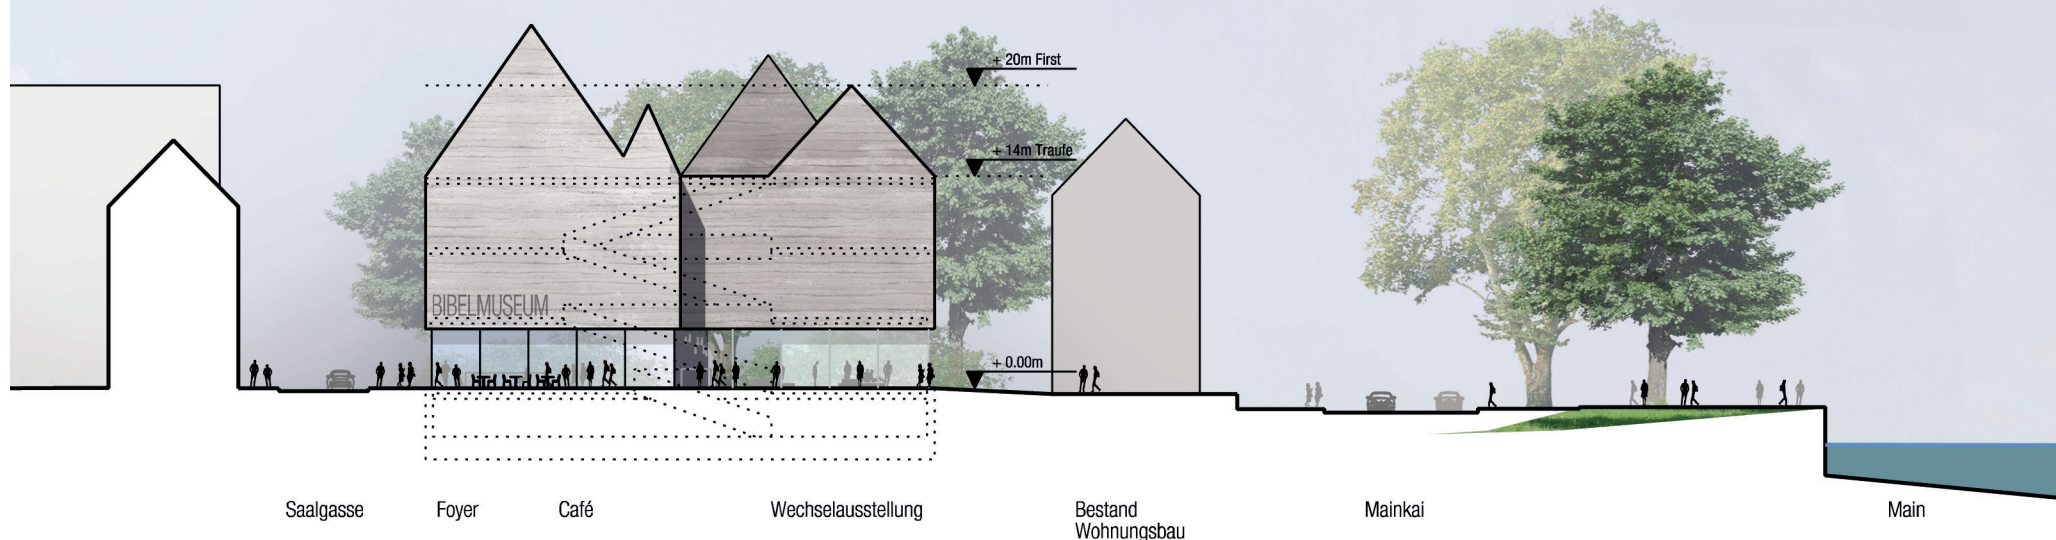 + 20m First
+ 14m Traufe
BIBELMUSEUM
+ 0.00m
Saalgasse
Foyer
Café
Wechselausstellung
Bestand
Wohnungsbau
Mainkai
Main